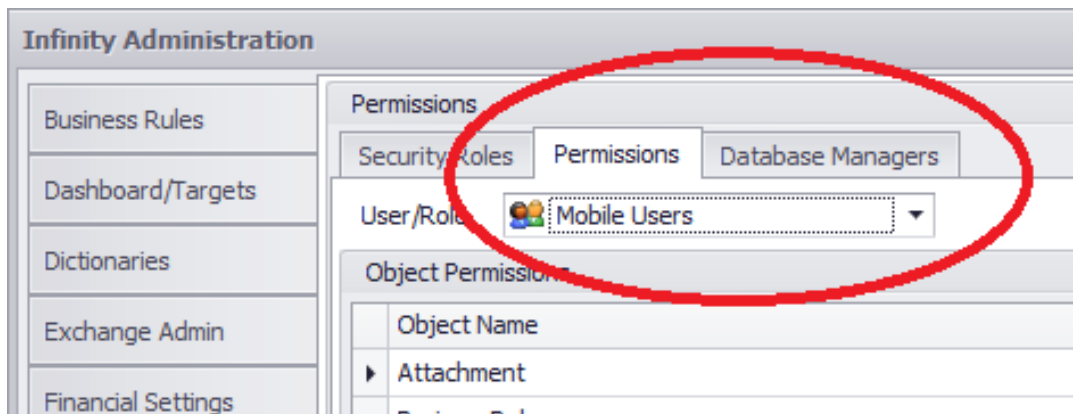 Infinity Administration
Business Rules
Dashboard/Targets
Dictionaries
Exchange Admin
Financial Settings
Permissions
Security Roles Permissions Database Managers
User/Role Mobile Users
Object Permissions
Object Name
Attachment